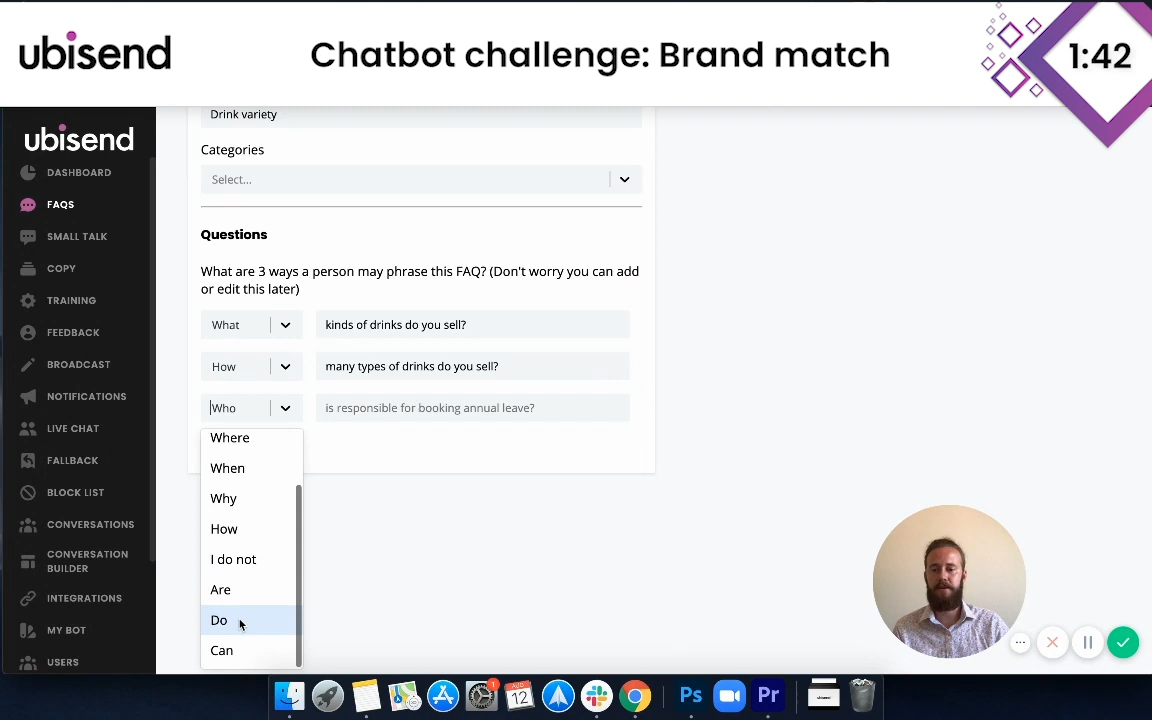 ubisend
Chatbot challenge: Brand match
1:42
ubisend
DASHBOARD
FAQS
SMALL TALK
COPY
TRAINING
FEEDBACK
BROADCAST
NOTIFICATIONS
LIVE CHAT
FALLBACK
BLOCK LIST
CONVERSATIONS
CONVERSATION
BUILDER
INTEGRATIONS
MY BOT
USERS
Drink variety
Categories
Select...
Questions
What are 3 ways a person may phrase this FAQ? (Don't worry you can add
or edit this later)
What kinds of drinks do you sell?
How many types of drinks do you sell?
Who is responsible for booking annual leave?
Where
When
Why
How
I do not
Are
Do
Can
1
AUG
12
Ps
Pr